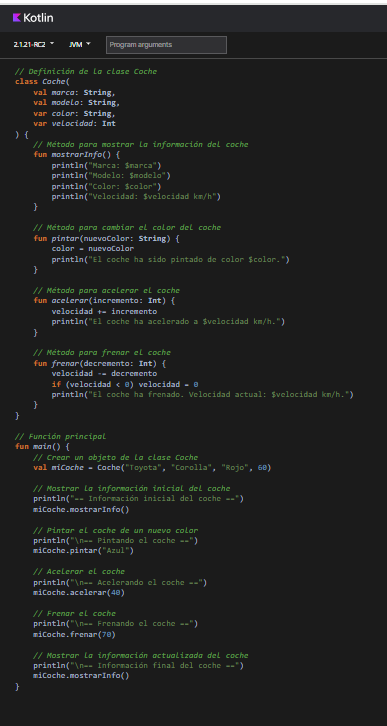 Kotlin
2.1.21-RC2 JVM Program arguments
// Definición de la clase Coche
class Coche(
    val marca: String,
    val modelo: String,
    var color: String,
    var velocidad: Int
) {
    // Método para mostrar la información del coche
    fun mostrarInfo() {
        println("Marca: $marca")
        println("Modelo: $modelo")
        println("Color: $color")
        println("Velocidad: $velocidad km/h")
    }

    // Método para cambiar el color del coche
    fun pintar(nuevoColor: String) {
        color = nuevoColor
        println("El coche ha sido pintado de color $color.")
    }

    // Método para acelerar el coche
    fun acelerar(incremento: Int) {
        velocidad += incremento
        println("El coche ha acelerado a $velocidad km/h.")
    }

    // Método para frenar el coche
    fun frenar(decremento: Int) {
        velocidad -= decremento
        if (velocidad < 0) velocidad = 0
        println("El coche ha frenado. Velocidad actual: $velocidad km/h.")
    }
}

// Función principal
fun main() {
    // Crear un objeto de la clase Coche
    val miCoche = Coche("Toyota", "Corolla", "Rojo", 60)

    // Mostrar la información inicial del coche
    println("== Información inicial del coche ==")
    miCoche.mostrarInfo()

    // Pintar el coche de un nuevo color
    println("\n== Pintando el coche ==")
    miCoche.pintar("Azul")

    // Acelerar el coche
    println("\n== Acelerando el coche ==")
    miCoche.acelerar(40)

    // Frenar el coche
    println("\n== Frenando el coche ==")
    miCoche.frenar(70)

    // Mostrar la información actualizada del coche
    println("\n== Información final del coche ==")
    miCoche.mostrarInfo()
}